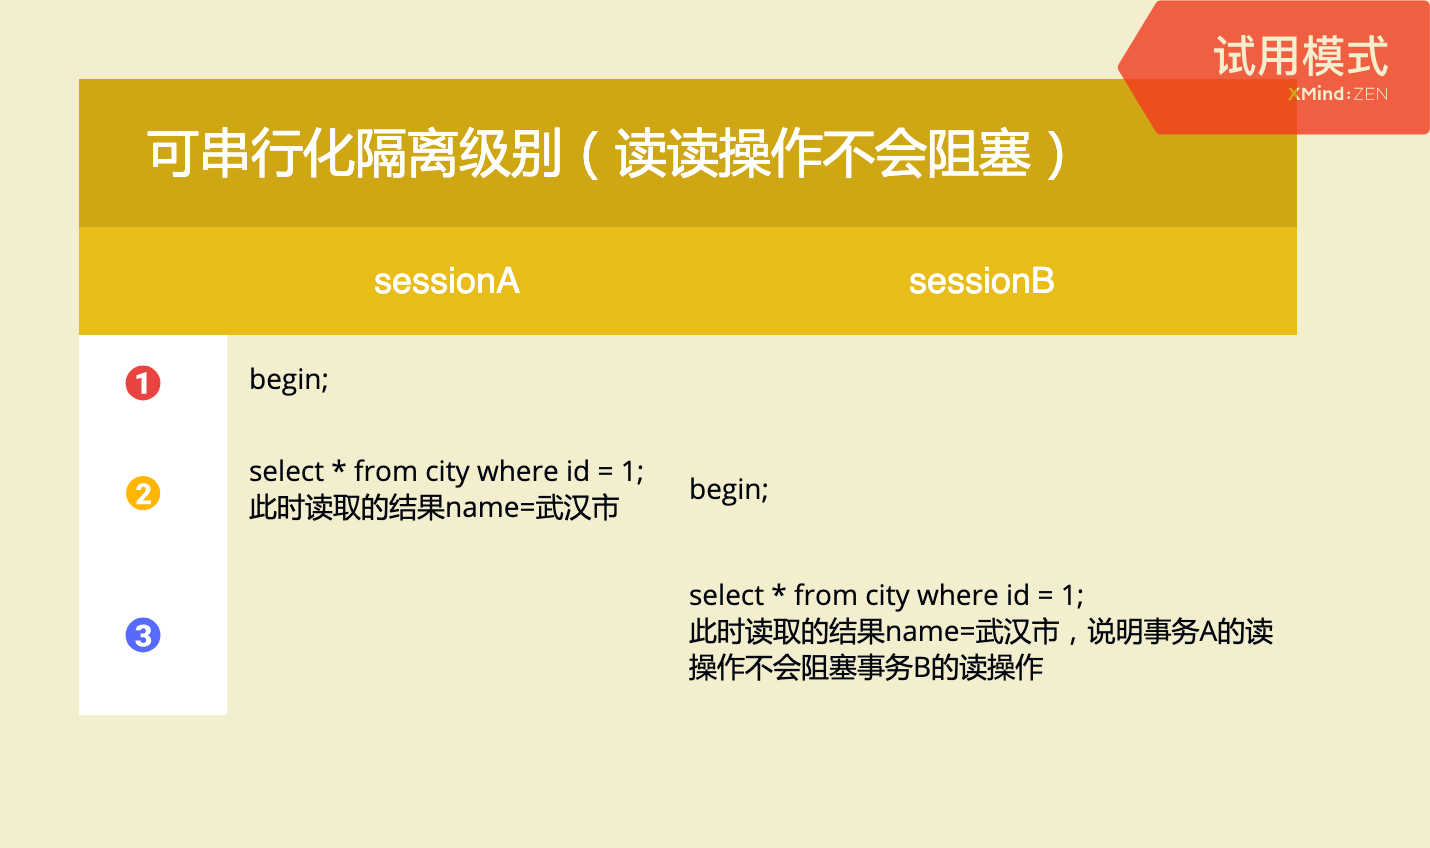 试用模式
XMind:ZEN
可串行化隔离级别（读读操作不会阻塞）
sessionA
sessionB
1
begin;
2
select * from city where id = 1;
此时读取的结果name=武汉市
begin;
3
select * from city where id = 1;
此时读取的结果name=武汉市，说明事务A的读
操作不会阻塞事务B的读操作